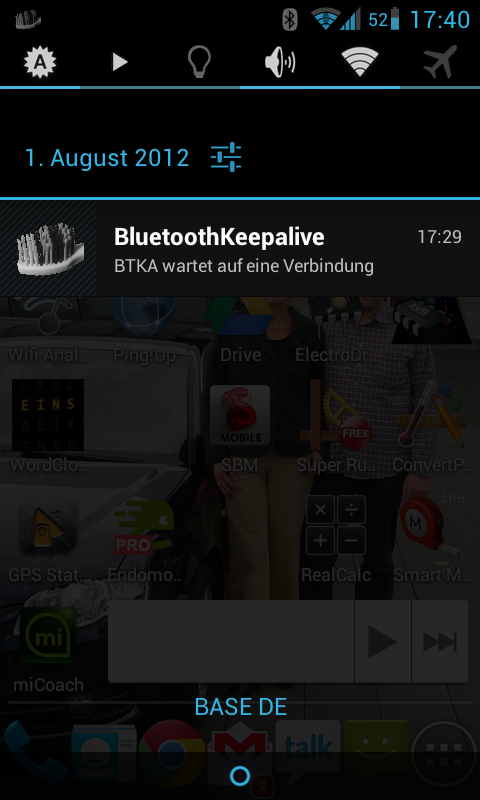 52 17:40
A
1. August 2012
BluetoothKeepalive 17:29
BTKA wartet auf eine Verbindung
Wifi Anal.. Ping!Up Drive ElectroDr..
EINS
WordClo.. MOBILE SBM FREE Super Ru.. ConvertP..
Lite
PRO M
GPS Stat.. Endomo.. RealCalc Smart M..
mi
miCoach
BASE DE
talk
2